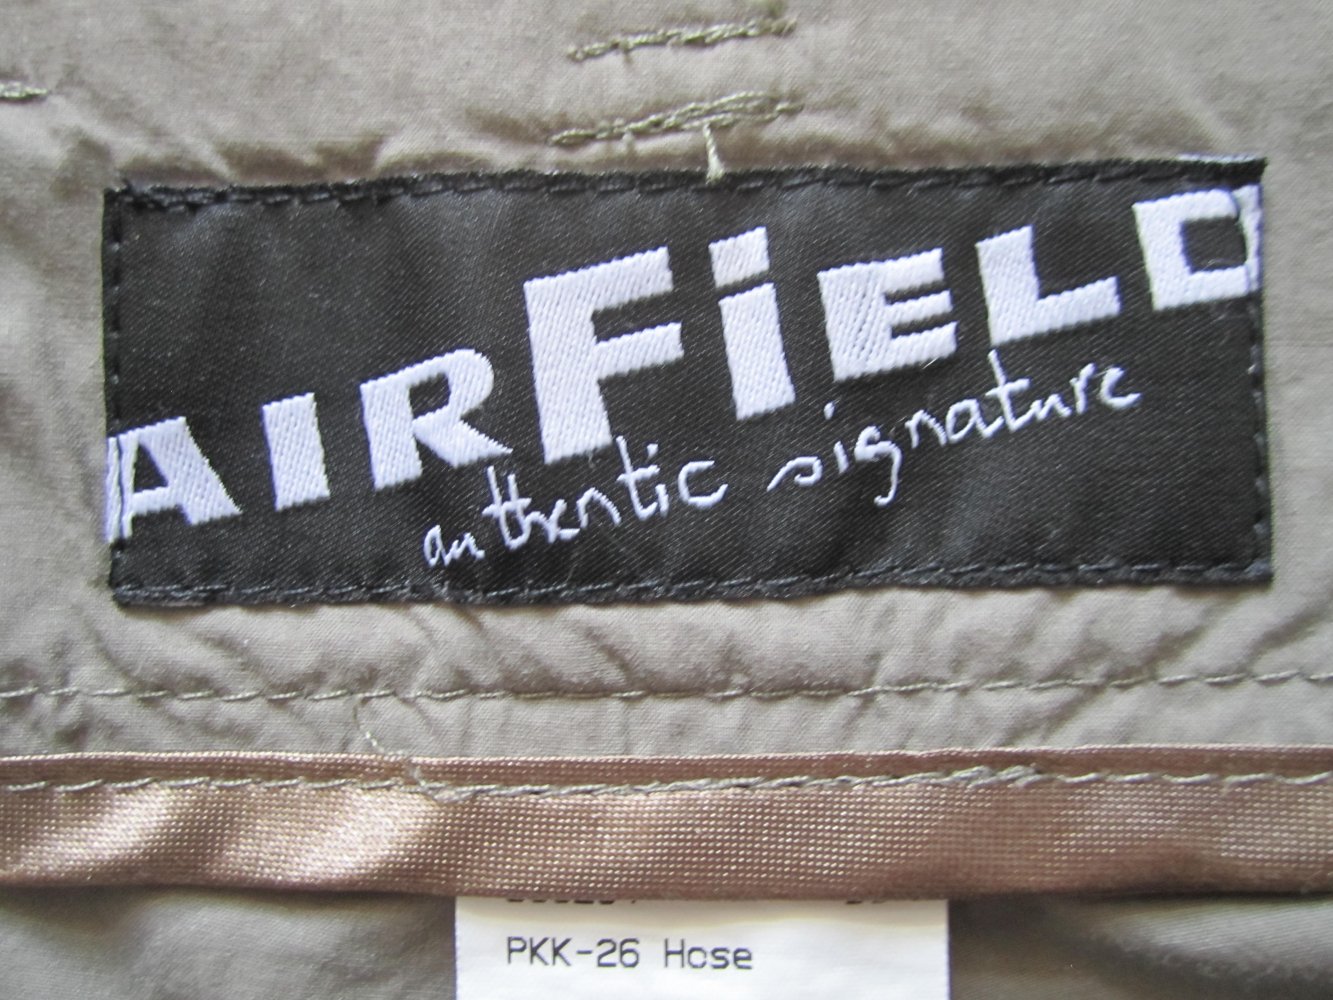 AIRFiELD
authentic signature
PKK-26 Hose